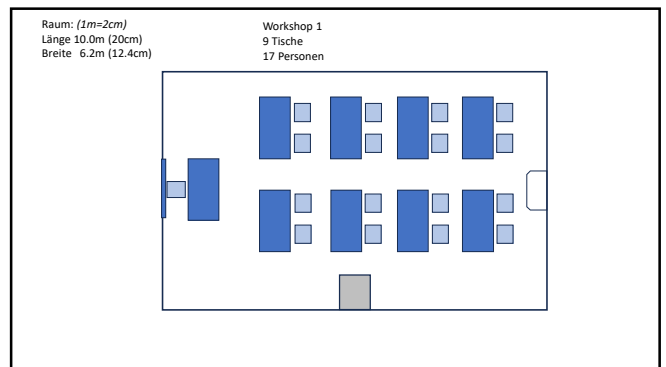 Raum: (1m=2cm)
Länge 10.0m (20cm)
Breite 6.2m (12.4cm)
Workshop 1
9 Tische
17 Personen